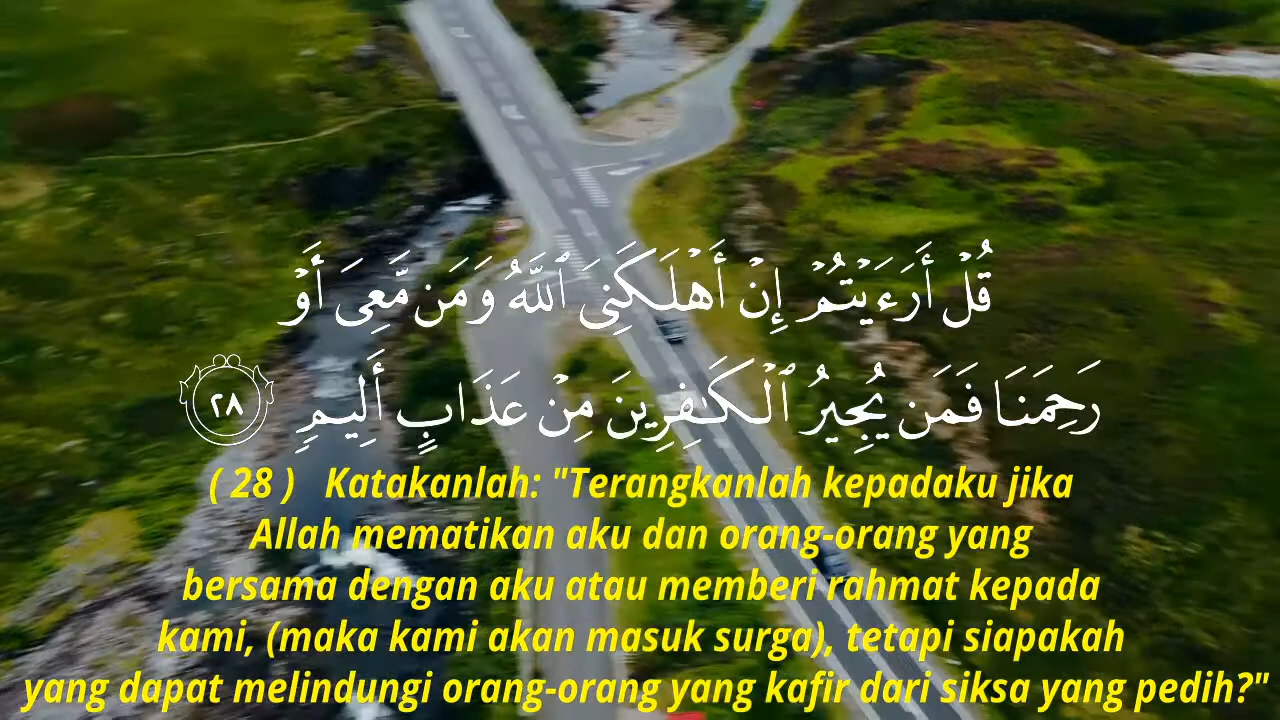 قُلْ أَرَءَيْتُمْ إِنْ أَهْلَكَنِىَ ٱللَّهُ وَمَن مَّعِىَ أَوْ
رَحِمَنَا فَمَن يُجِيرُ ٱلْكَـٰفِرِينَ مِنْ عَذَابٍ أَلِيمٍ ٢٨
( 28 ) Katakanlah: "Terangkanlah kepadaku jika
Allah mematikan aku dan orang-orang yang
bersama dengan aku atau memberi rahmat kepada
kami, (maka kami akan masuk surga), tetapi siapakah
yang dapat melindungi orang-orang yang kafir dari siksa yang pedih?"